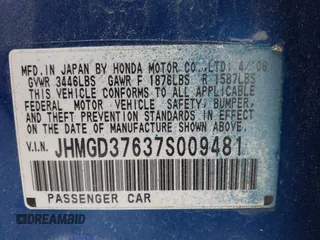 MFD. IN JAPAN BY HONDA MOTOR CO.,LTD; 4/'06
GVWR 3446LBS GAWR F 1876LBS R 1587LBS
THIS VEHICLE CONFORMS TO ALL APPLICABLE
FEDERAL MOTOR VEHICLE SAFETY, BUMPER,
AND THEFT PREVENTION STANDARDS IN EFFECT
ON THE DATE OF MANUFACTURE SHOWN ABOVE.
V.I.N. JHMGD37637S009481
PASSENGER CAR
DREAMBID